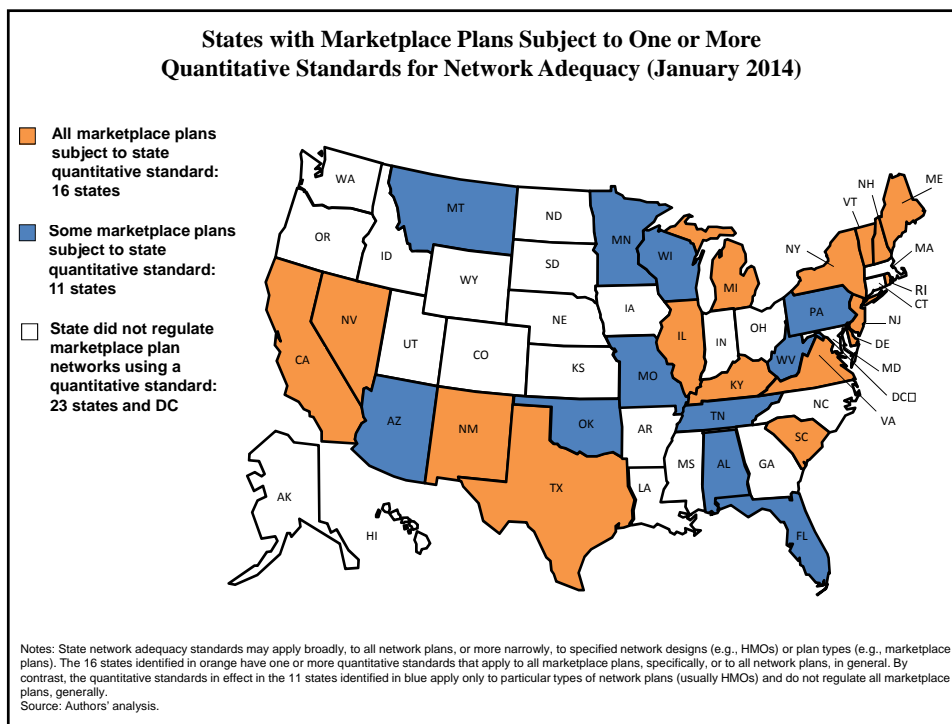 States with Marketplace Plans Subject to One or More
Quantitative Standards for Network Adequacy (January 2014)
All marketplace plans
subject to state
quantitative standard:
16 states
Some marketplace plans
subject to state
quantitative standard:
11 states
State did not regulate
marketplace plan
networks using a
quantitative standard:
23 states and DC
WA
OR
ID
MT
WY
ND
SD
NE
KS
MN
IA
WI
MI
IL
IN
OH
KY
MO
NV
CA
UT
CO
AZ
NM
OK
TX
AR
LA
MS
AL
TN
GA
FL
SC
NC
WV
PA
NY
VT
NH
ME
MA
RI
CT
NJ
DE
MD
DC□
VA
AK
HI
Notes: State network adequacy standards may apply broadly, to all network plans, or more narrowly, to specified network designs (e.g., HMOs) or plan types (e.g., marketplace
plans). The 16 states identified in orange have one or more quantitative standards that apply to all marketplace plans, specifically, or to all network plans, in general. By
contrast, the quantitative standards in effect in the 11 states identified in blue apply only to particular types of network plans (usually HMOs) and do not regulate all marketplace
plans, generally.
Source: Authors' analysis.